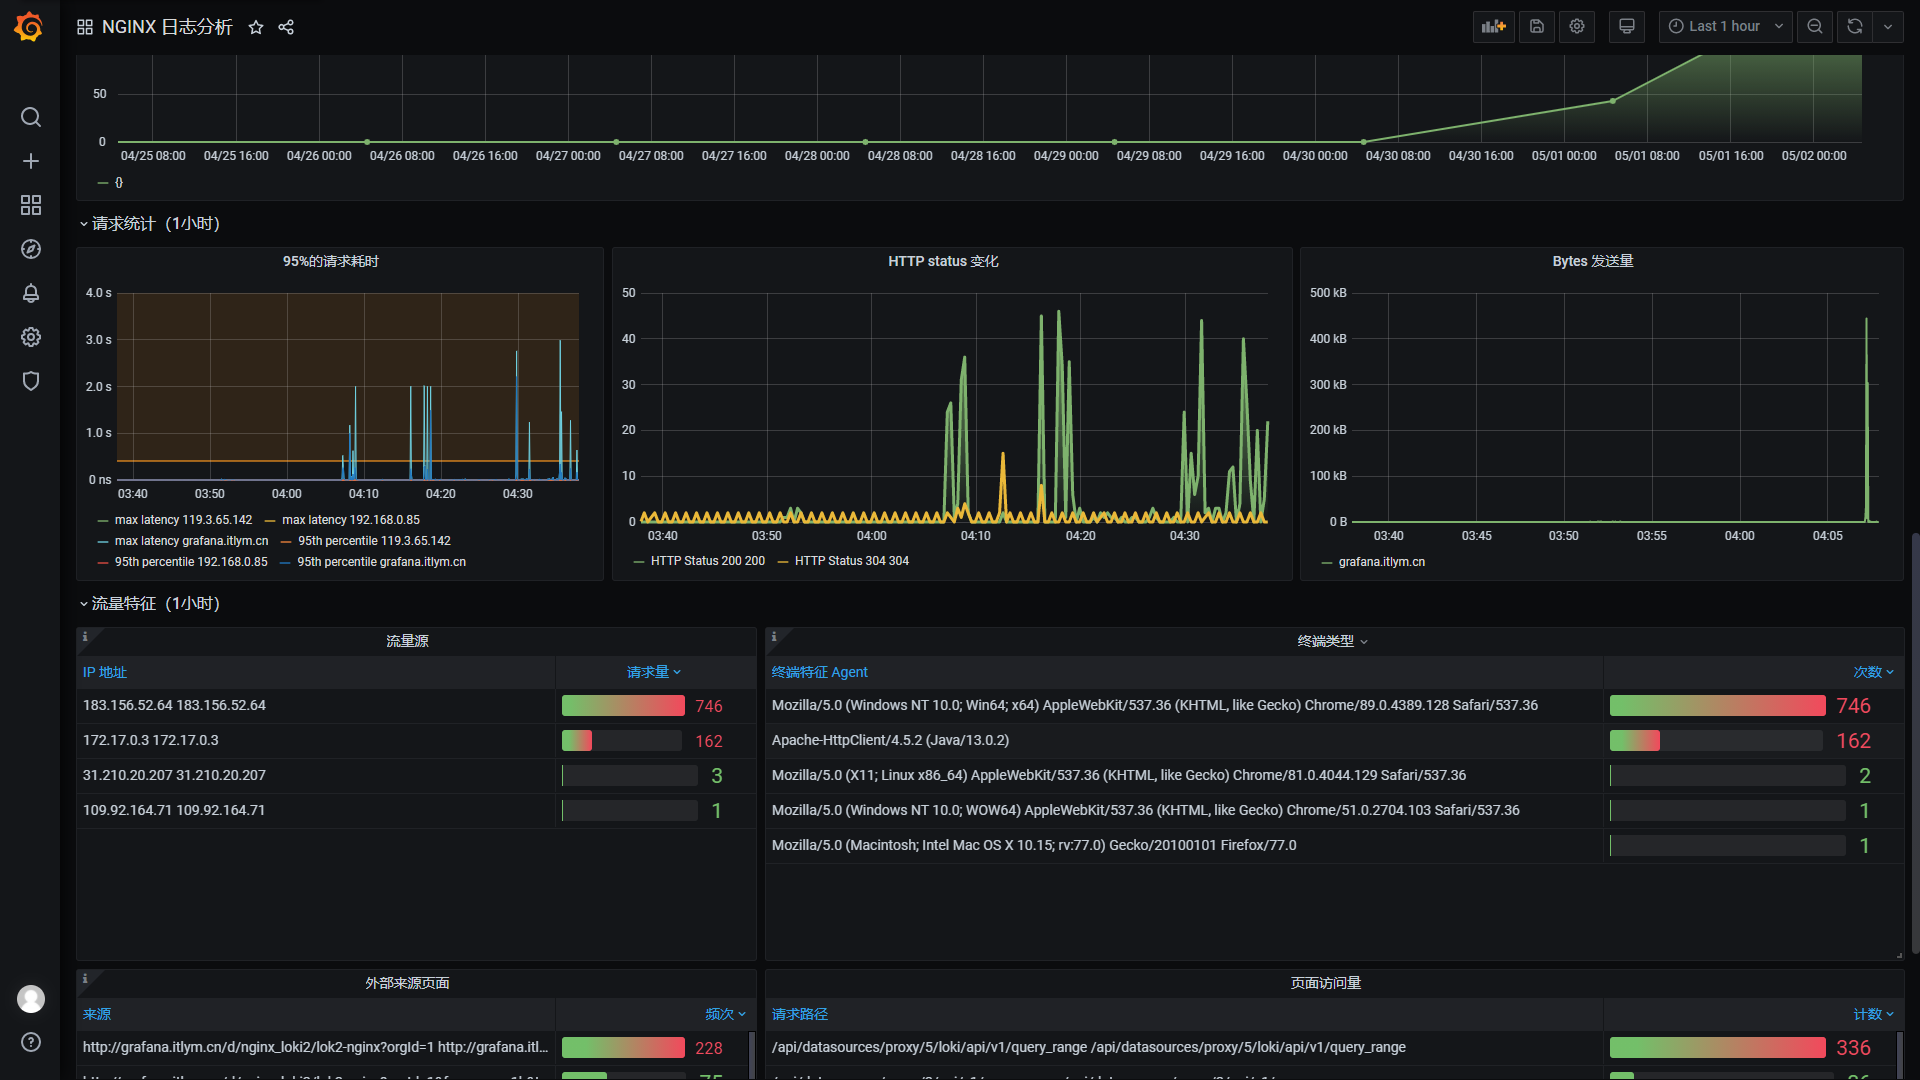 NGINX 日志分析
Last 1 hour
50
0
04/25 08:00 04/25 16:00 04/26 00:00 04/26 08:00 04/26 16:00 04/27 00:00 04/27 08:00 04/27 16:00 04/28 00:00 04/28 08:00 04/28 16:00 04/29 00:00 04/29 08:00 04/29 16:00 04/30 00:00 04/30 08:00 04/30 16:00 05/01 00:00 05/01 08:00 05/01 16:00 05/02 00:00
{}
请求统计（1小时）
95%的请求耗时
4.0 s
3.0 s
2.0 s
1.0 s
0 ns
03:40 03:50 04:00 04:10 04:20 04:30
max latency 119.3.65.142 max latency 192.168.0.85
max latency grafana.itlym.cn 95th percentile 119.3.65.142
95th percentile 192.168.0.85 95th percentile grafana.itlym.cn
HTTP status 变化
50
40
30
20
10
0
03:40 03:50 04:00 04:10 04:20 04:30
HTTP Status 200 200 HTTP Status 304 304
Bytes 发送量
500 kB
400 kB
300 kB
200 kB
100 kB
0 B
03:40 03:45 03:50 03:55 04:00 04:05
grafana.itlym.cn
流量特征（1小时）
流量源
IP 地址 请求量
183.156.52.64 183.156.52.64 746
172.17.0.3 172.17.0.3 162
31.210.20.207 31.210.20.207 3
109.92.164.71 109.92.164.71 1
终端类型
终端特征 Agent 次数
Mozilla/5.0 (Windows NT 10.0; Win64; x64) AppleWebKit/537.36 (KHTML, like Gecko) Chrome/89.0.4389.128 Safari/537.36 746
Apache-HttpClient/4.5.2 (Java/13.0.2) 162
Mozilla/5.0 (X11; Linux x86_64) AppleWebKit/537.36 (KHTML, like Gecko) Chrome/81.0.4044.129 Safari/537.36 2
Mozilla/5.0 (Windows NT 10.0; WOW64) AppleWebKit/537.36 (KHTML, like Gecko) Chrome/51.0.2704.103 Safari/537.36 1
Mozilla/5.0 (Macintosh; Intel Mac OS X 10.15; rv:77.0) Gecko/20100101 Firefox/77.0 1
外部来源页面
来源 频次
http://grafana.itlym.cn/d/nginx_loki2/lok2-nginx?orgId=1 http://grafana.itl... 228
页面访问量
请求路径 计数
/api/datasources/proxy/5/loki/api/v1/query_range /api/datasources/proxy/5/loki/api/v1/query_range 336